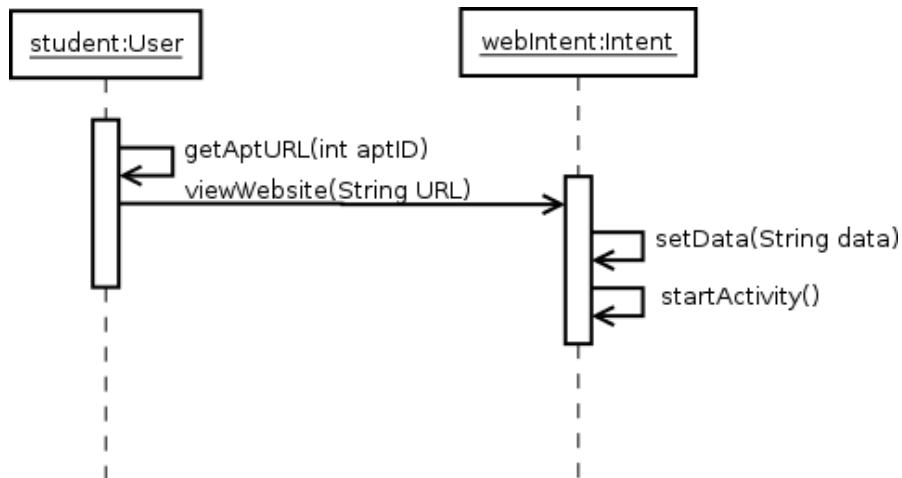 student:User
webIntent:Intent
getAptURL(int aptID)
viewWebsite(String URL)
setData(String data)
startActivity()